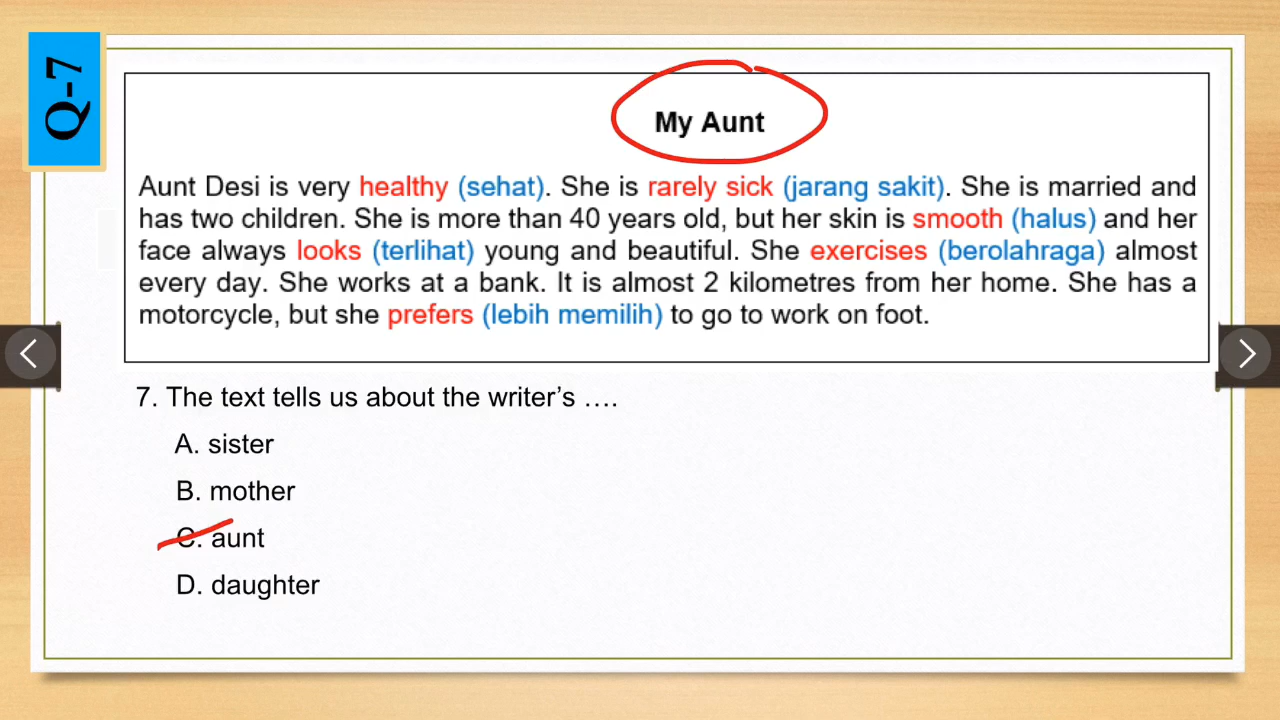 Q-7
My Aunt
Aunt Desi is very healthy (sehat). She is rarely sick (jarang sakit). She is married and
has two children. She is more than 40 years old, but her skin is smooth (halus) and her
face always looks (terlihat) young and beautiful. She exercises (berolahraga) almost
every day. She works at a bank. It is almost 2 kilometres from her home. She has a
motorcycle, but she prefers (lebih memilih) to go to work on foot.
7. The text tells us about the writer’s ….
A. sister
B. mother
C. aunt
D. daughter